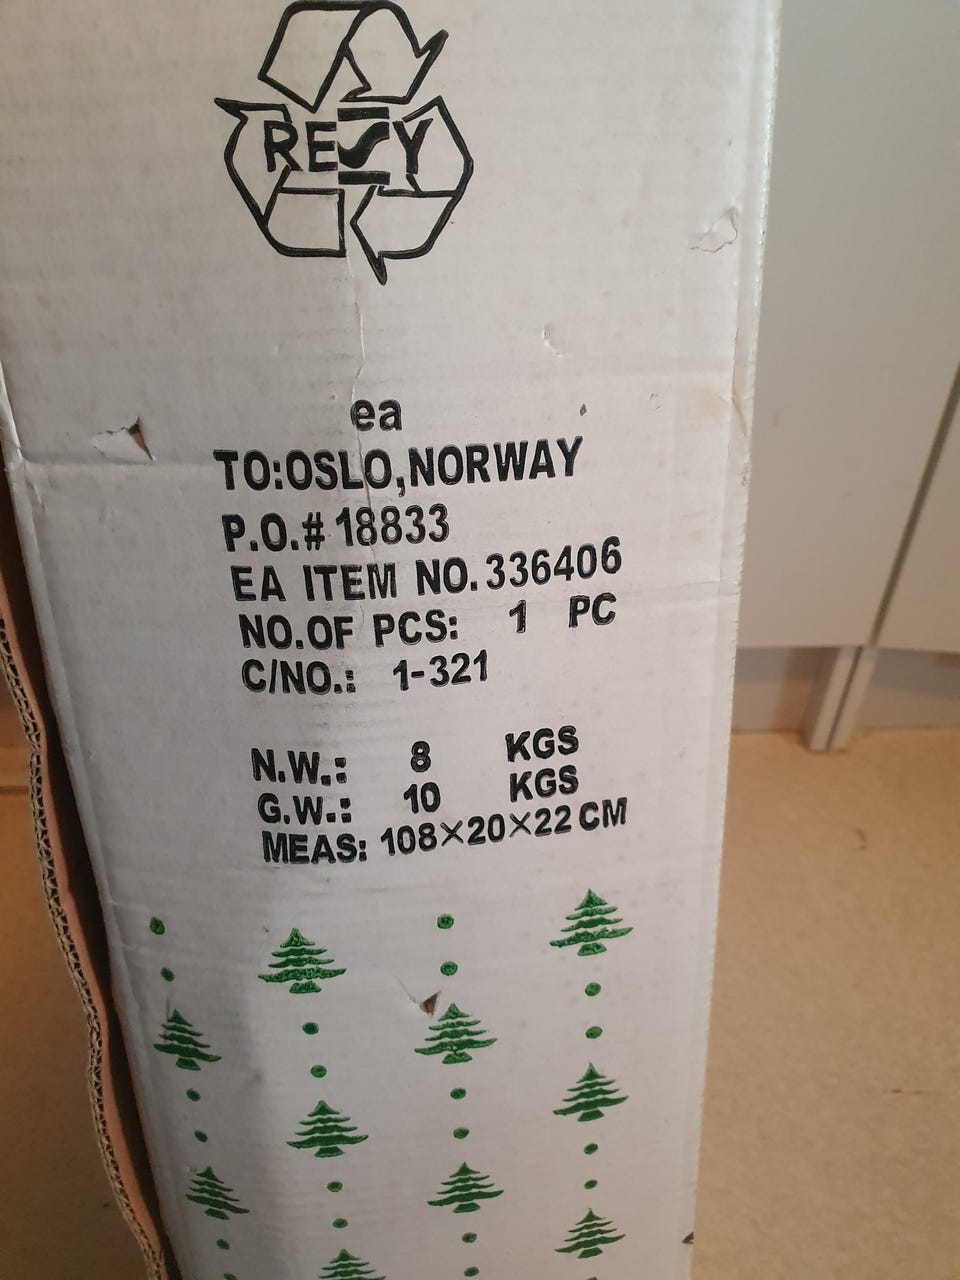 RESY
ea
TO:OSLO,NORWAY
P.O.# 18833
EA ITEM NO.336406
NO.OF PCS: 1 PC
C/NO.: 1-321
N.W.: 8 KGS
G.W.: 10 KGS
MEAS: 108×20×22 CM